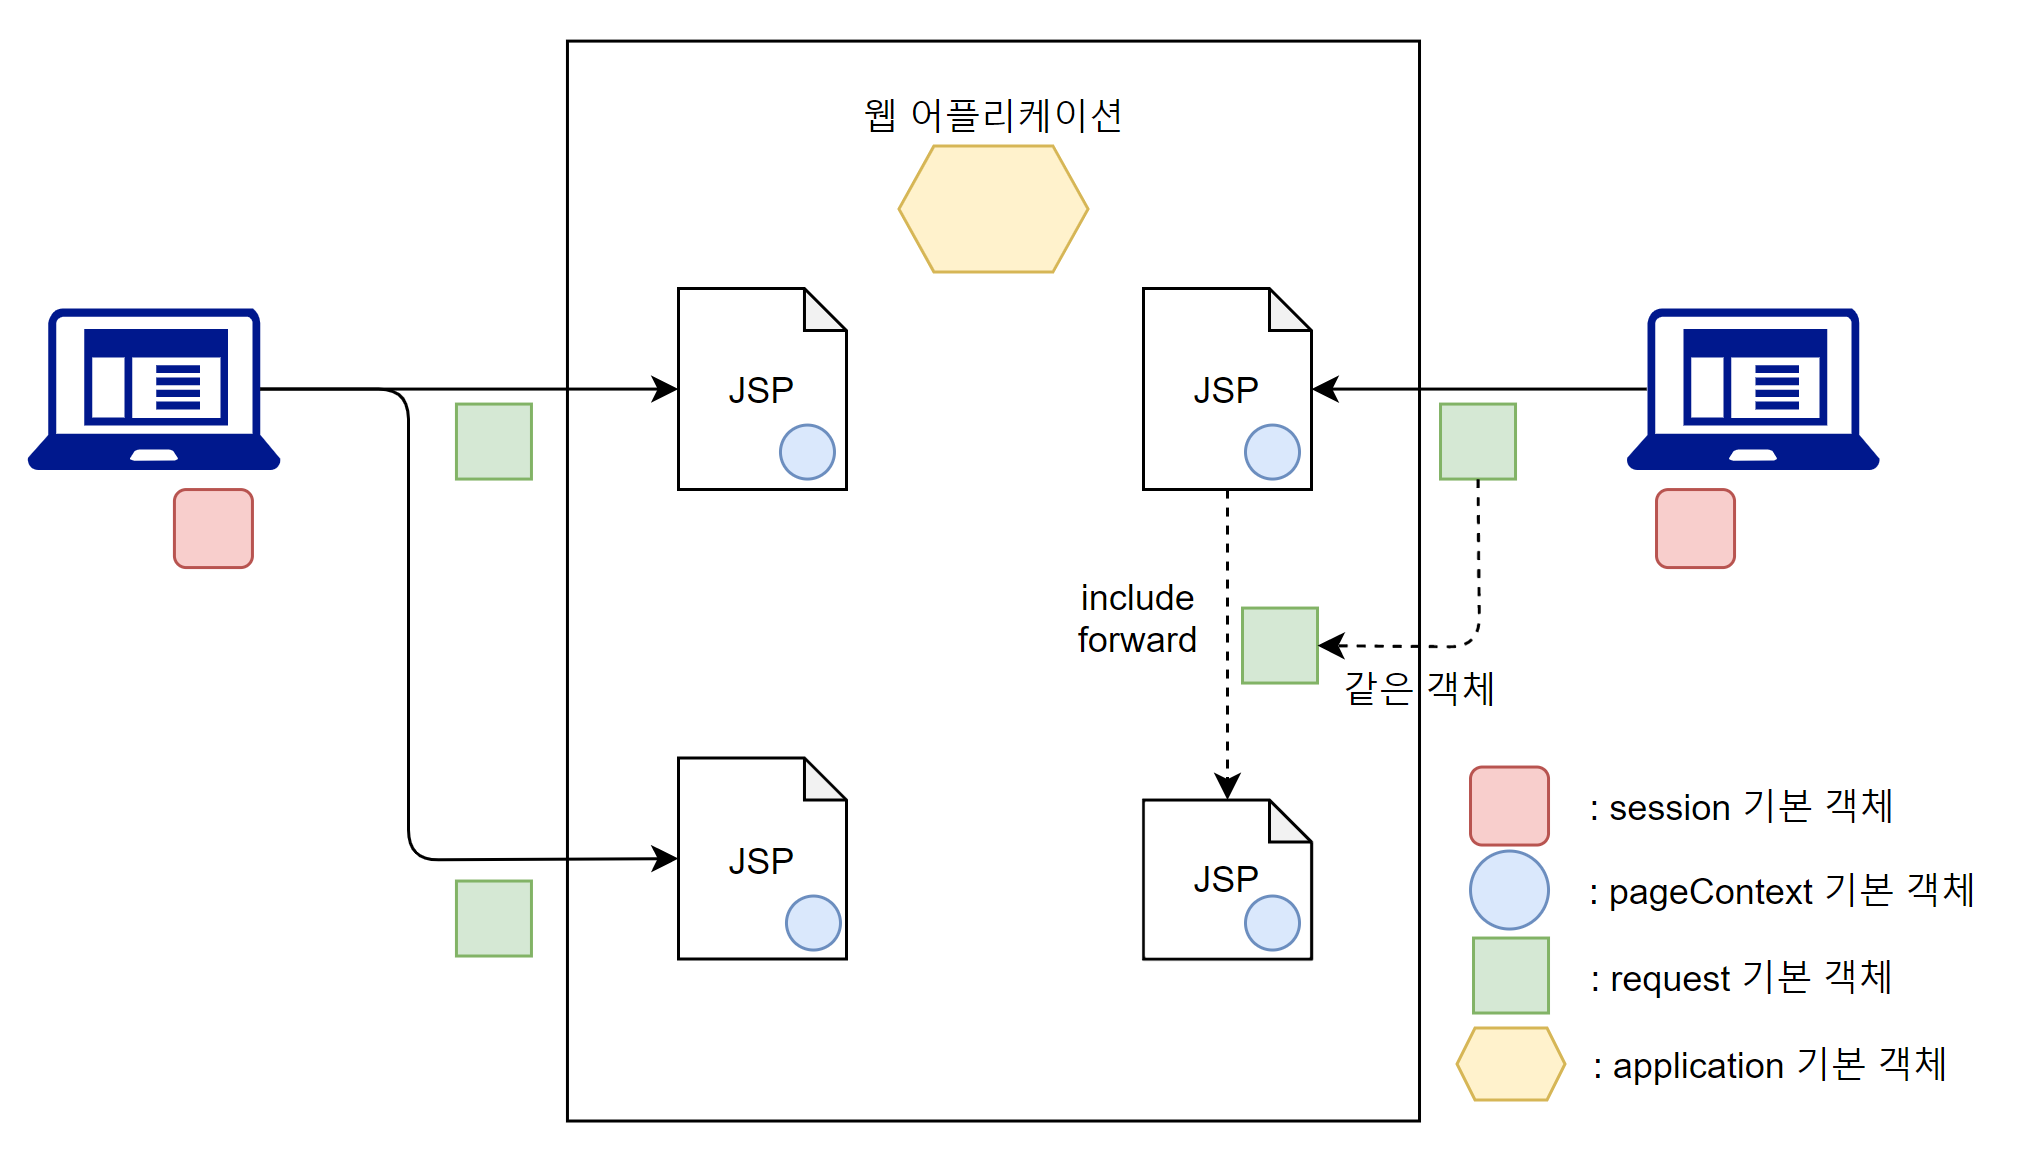 웹 어플리케이션
JSP
JSP
include
forward
같은 객체
JSP
JSP
: session 기본 객체
: pageContext 기본 객체
: request 기본 객체
: application 기본 객체